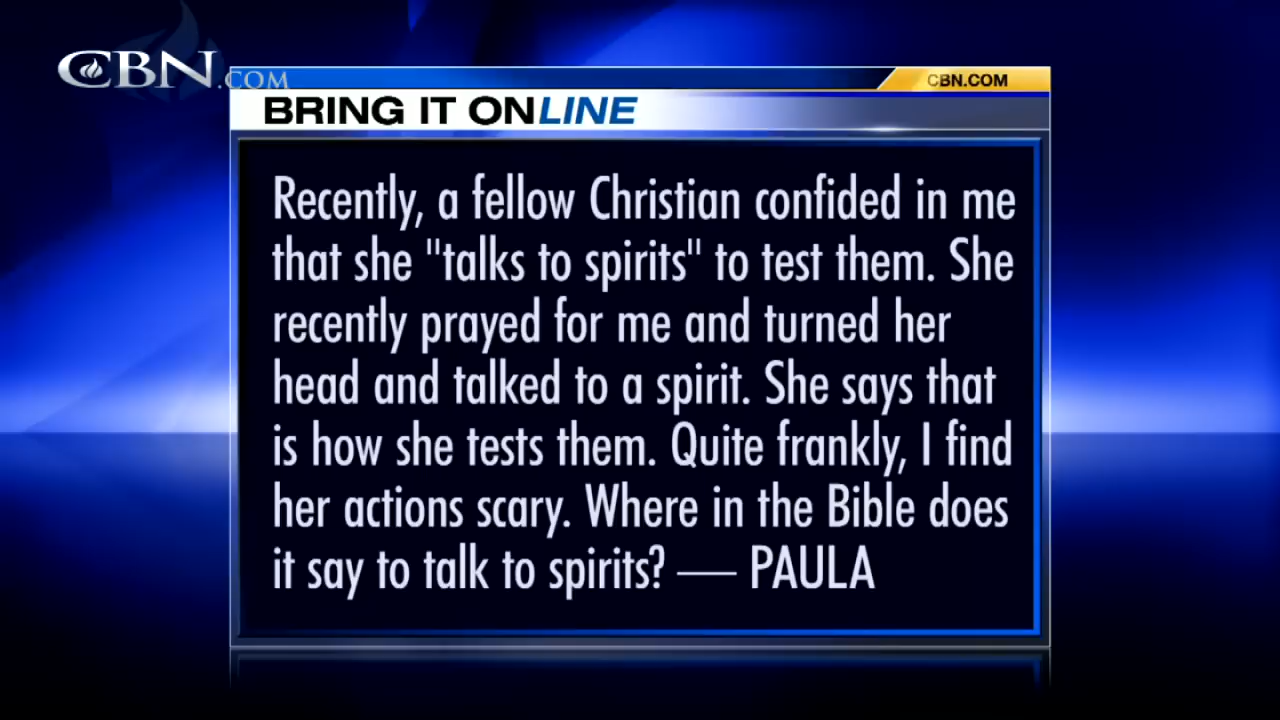 CBN.COM
CBN.COM
BRING IT ONLINE
Recently, a fellow Christian confided in me
that she "talks to spirits" to test them. She
recently prayed for me and turned her
head and talked to a spirit. She says that
is how she tests them. Quite frankly, I find
her actions scary. Where in the Bible does
it say to talk to spirits? — PAULA